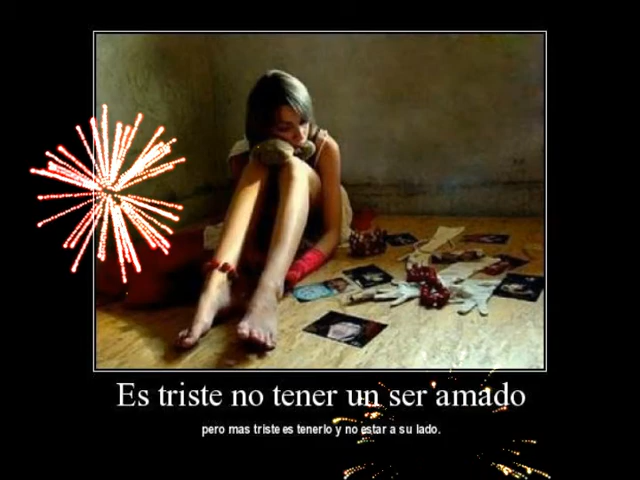 Es triste no tener un ser amado
pero mas triste es tenerlo y no estar a su lado.